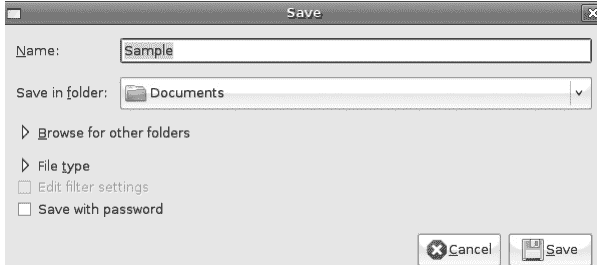 Save
Name: Sample
Save in folder: Documents
Browse for other folders
File type
Edit filter settings
Save with password
Cancel Save